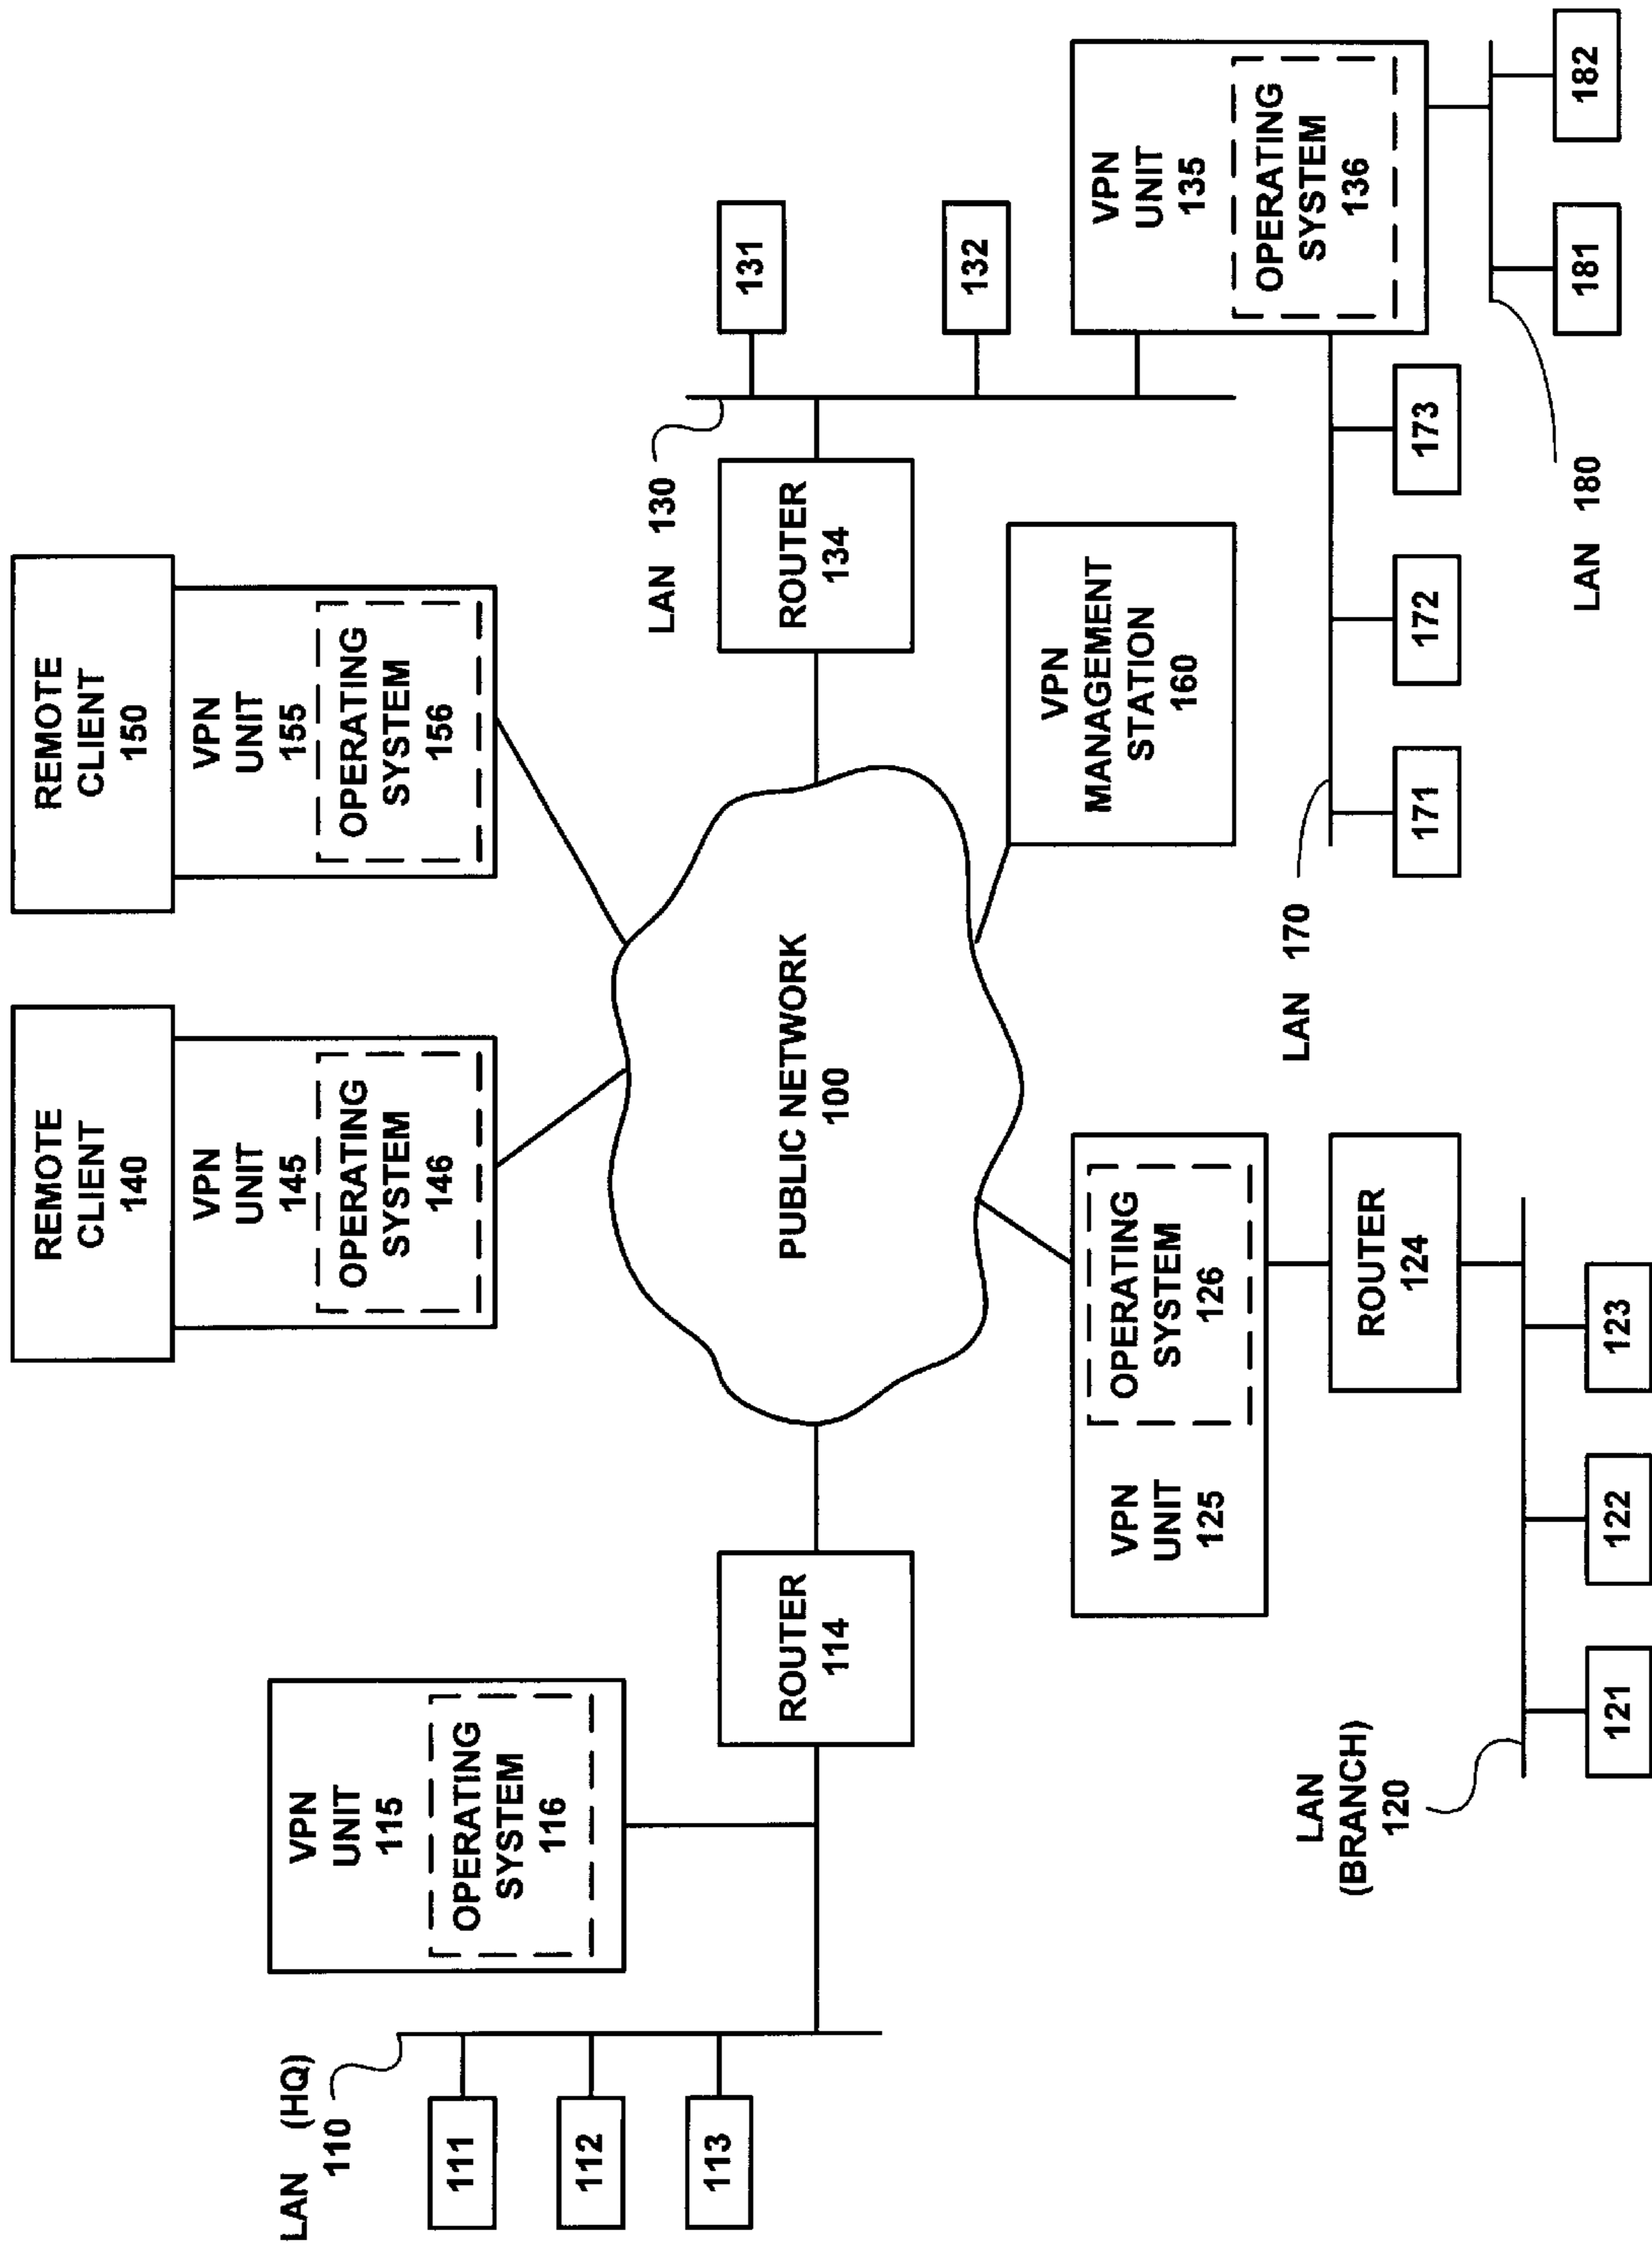 REMOTE
CLIENT
140
VPN
UNIT
145
OPERATING
SYSTEM
146
REMOTE
CLIENT
150
VPN
UNIT
155
OPERATING
SYSTEM
156
LAN (HQ)
110
111
112
113
VPN
UNIT
115
OPERATING
SYSTEM
116
ROUTER
114
PUBLIC NETWORK
100
LAN 130
ROUTER
134
131
132
VPN
UNIT
125
OPERATING
SYSTEM
126
ROUTER
124
LAN
(BRANCH)
120
121
122
123
VPN
MANAGEMENT
STATION
160
VPN
UNIT
135
OPERATING
SYSTEM
136
LAN 170
171
172
173
LAN 180
181
182